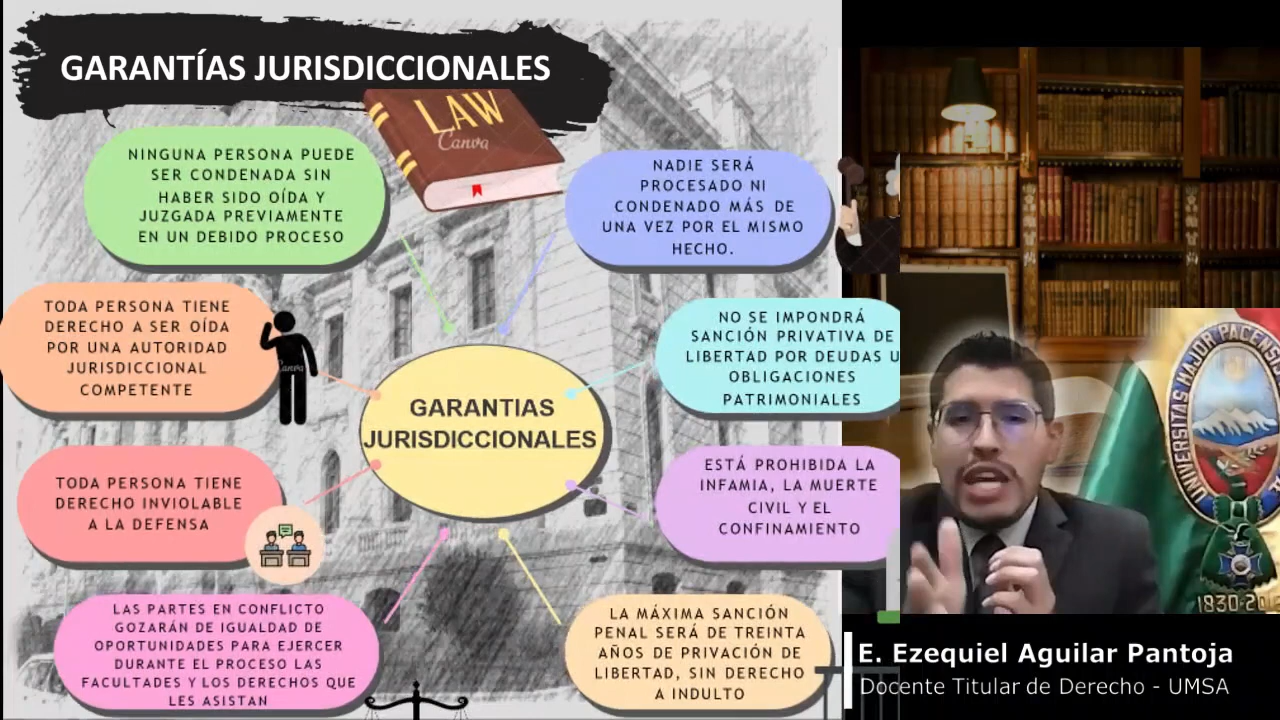 GARANTÍAS JURISDICCIONALES
LAW
Canva
NINGUNA PERSONA PUEDE
SER CONDENADA SIN
HABER SIDO OÍDA Y
JUZGADA PREVIAMENTE
EN UN DEBIDO PROCESO
NADIE SERÁ
PROCESADO NI
CONDENADO MÁS DE
UNA VEZ POR EL MISMO
HECHO.
TODA PERSONA TIENE
DERECHO A SER OÍDA
POR UNA AUTORIDAD
JURISDICCIONAL
COMPETENTE
Canva
NO SE IMPONDRÁ
SANCIÓN PRIVATIVA DE
LIBERTAD POR DEUDAS U
OBLIGACIONES
PATRIMONIALES
GARANTIAS
JURISDICCIONALES
TODA PERSONA TIENE
DERECHO INVIOLABLE
A LA DEFENSA
ESTÁ PROHIBIDA LA
INFAMIA, LA MUERTE
CIVIL Y EL
CONFINAMIENTO
LAS PARTES EN CONFLICTO
GOZARÁN DE IGUALDAD DE
OPORTUNIDADES PARA EJERCER
DURANTE EL PROCESO LAS
FACULTADES Y LOS DERECHOS QUE
LES ASISTAN
LA MÁXIMA SANCIÓN
PENAL SERÁ DE TREINTA
AÑOS DE PRIVACIÓN DE
LIBERTAD, SIN DERECHO
A INDULTO
UNIVERSITAS MAJOR PACENSIS
1830-20
E. Ezequiel Aguilar Pantoja
Docente Titular de Derecho - UMSA